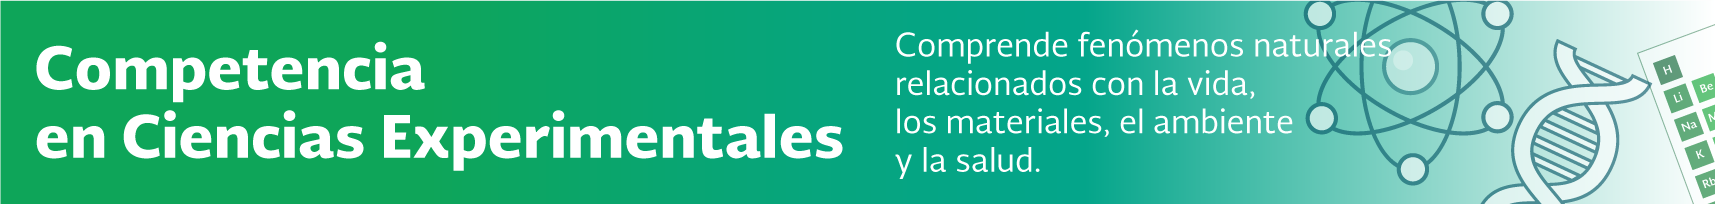 Competencia
en Ciencias Experimentales
Comprende fenómenos naturales
relacionados con la vida,
los materiales, el ambiente
y la salud.
H
Li Be
Na
K
Rb